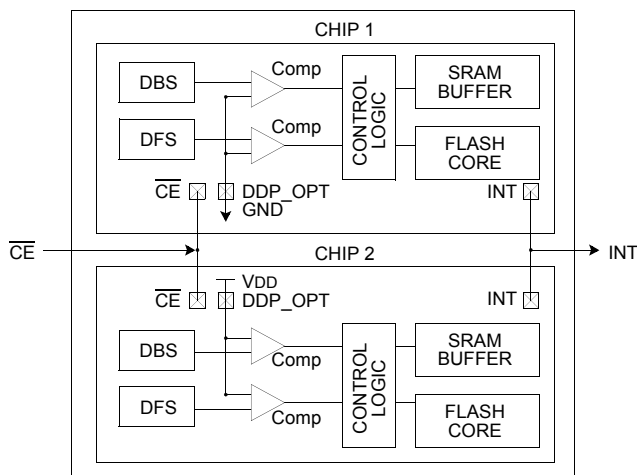 CHIP 1
DBS
Comp
CONTROL
LOGIC
SRAM
BUFFER
DFS
Comp
FLASH
CORE
CE
DDP_OPT
GND
INT
CE
INT
CHIP 2
CE
VDD
DDP_OPT
INT
DBS
Comp
CONTROL
LOGIC
SRAM
BUFFER
DFS
Comp
FLASH
CORE